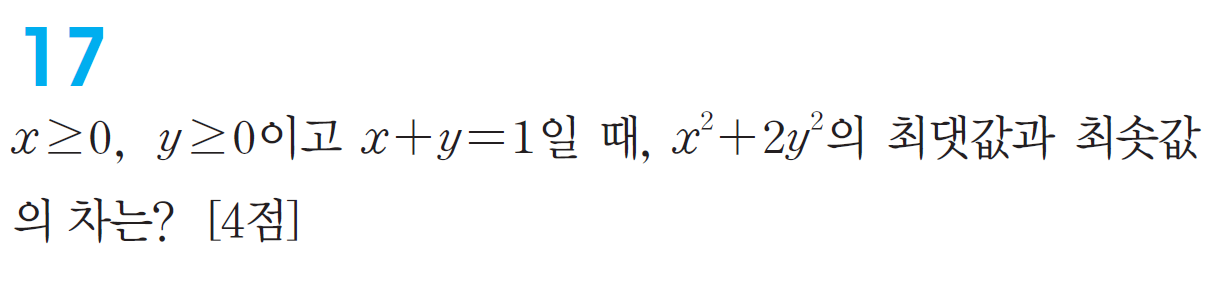 17
x≥0, y≥0이고 x+y=1일 때, x²+2y²의 최댓값과 최솟값
의 차는? [4점]